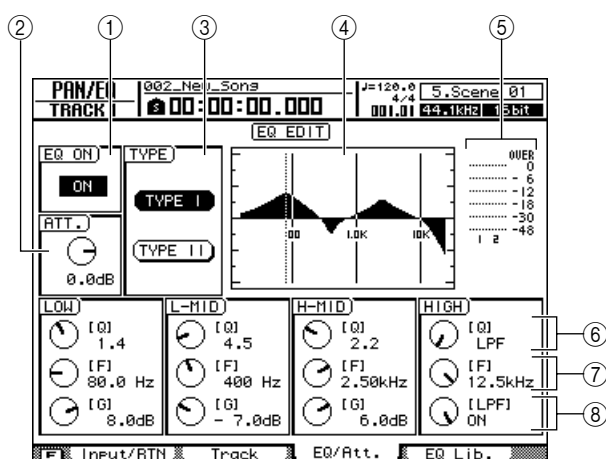 ② ① ③ ④ ⑤
PAN/EQ
TRACK 1
002_New_Song
S 00:00:00.000
♩=120.0
4/4
001.01
5.Scene 01
44.1kHz 16bit
EQ EDIT
EQ ON
ON
TYPE
TYPE I
TYPE II
ATT.
0.0dB
1.0K 10K
OVER
0
- 6
-12
-18
-30
-48
1 2
LOW
[Q]
1.4
[F]
80.0 Hz
[G]
8.0dB
L-MID
[Q]
4.5
[F]
400 Hz
[G]
- 7.0dB
H-MID
[Q]
2.2
[F]
2.50kHz
[G]
6.0dB
HIGH
[Q]
LPF
[F]
12.5kHz
[LPF]
ON
⑥
⑦
⑧
F Input/RTN Track EQ/Att. EQ Lib.